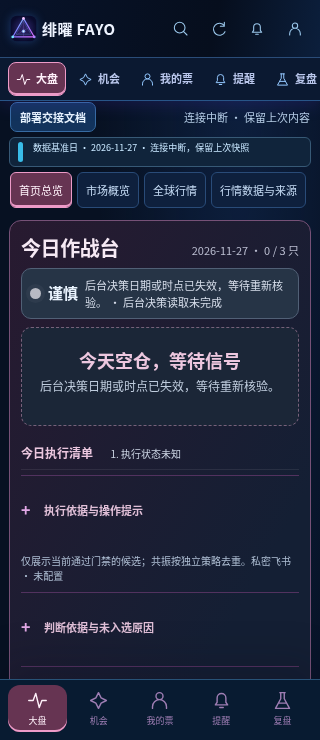 绯曜 FAYO
大盘
机会
我的票
提醒
复盘
部署交接文档
连接中断 · 保留上次内容
数据基准日 · 2026-11-27 · 连接中断，保留上次快照
首页总览
市场概览
全球行情
行情数据与来源
今日作战台
2026-11-27 · 0 / 3 只
谨慎
后台决策日期或时点已失效，等待重新核
验。 · 后台决策读取未完成
今天空仓，等待信号
后台决策日期或时点已失效，等待重新核验。
今日执行清单
1. 执行状态未知
+ 执行依据与操作提示
仅展示当前通过门禁的候选；共振按独立策略去重。私密飞书
· 未配置
+ 判断依据与未入选原因
大盘
机会
我的票
提醒
复盘